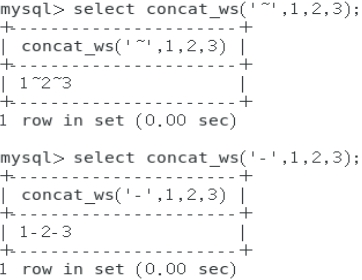 mysql> select concat_ws('~',1,2,3);
+----------------------+
| concat_ws('~',1,2,3) |
+----------------------+
| 1~2~3                |
+----------------------+
1 row in set (0.00 sec)
mysql> select concat_ws('-',1,2,3);
+----------------------+
| concat_ws('-',1,2,3) |
+----------------------+
| 1-2-3                |
+----------------------+
1 row in set (0.00 sec)